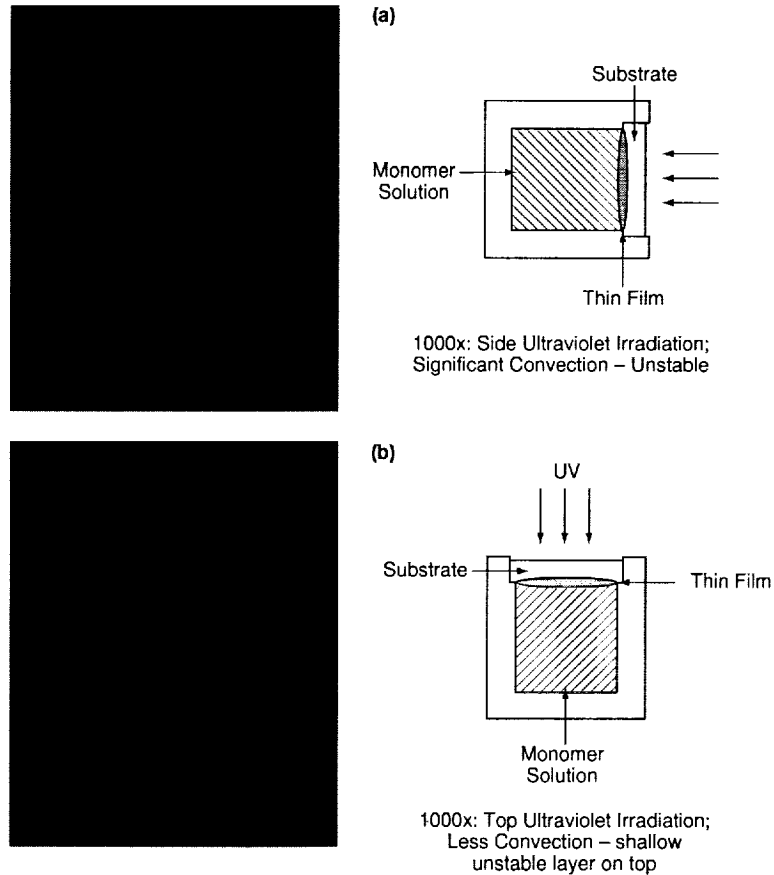 (a)
Substrate
Monomer
Solution
Thin Film
1000x: Side Ultraviolet Irradiation;
Significant Convection – Unstable
(b)
UV
Substrate
Thin Film
Monomer
Solution
1000x: Top Ultraviolet Irradiation;
Less Convection – shallow
unstable layer on top